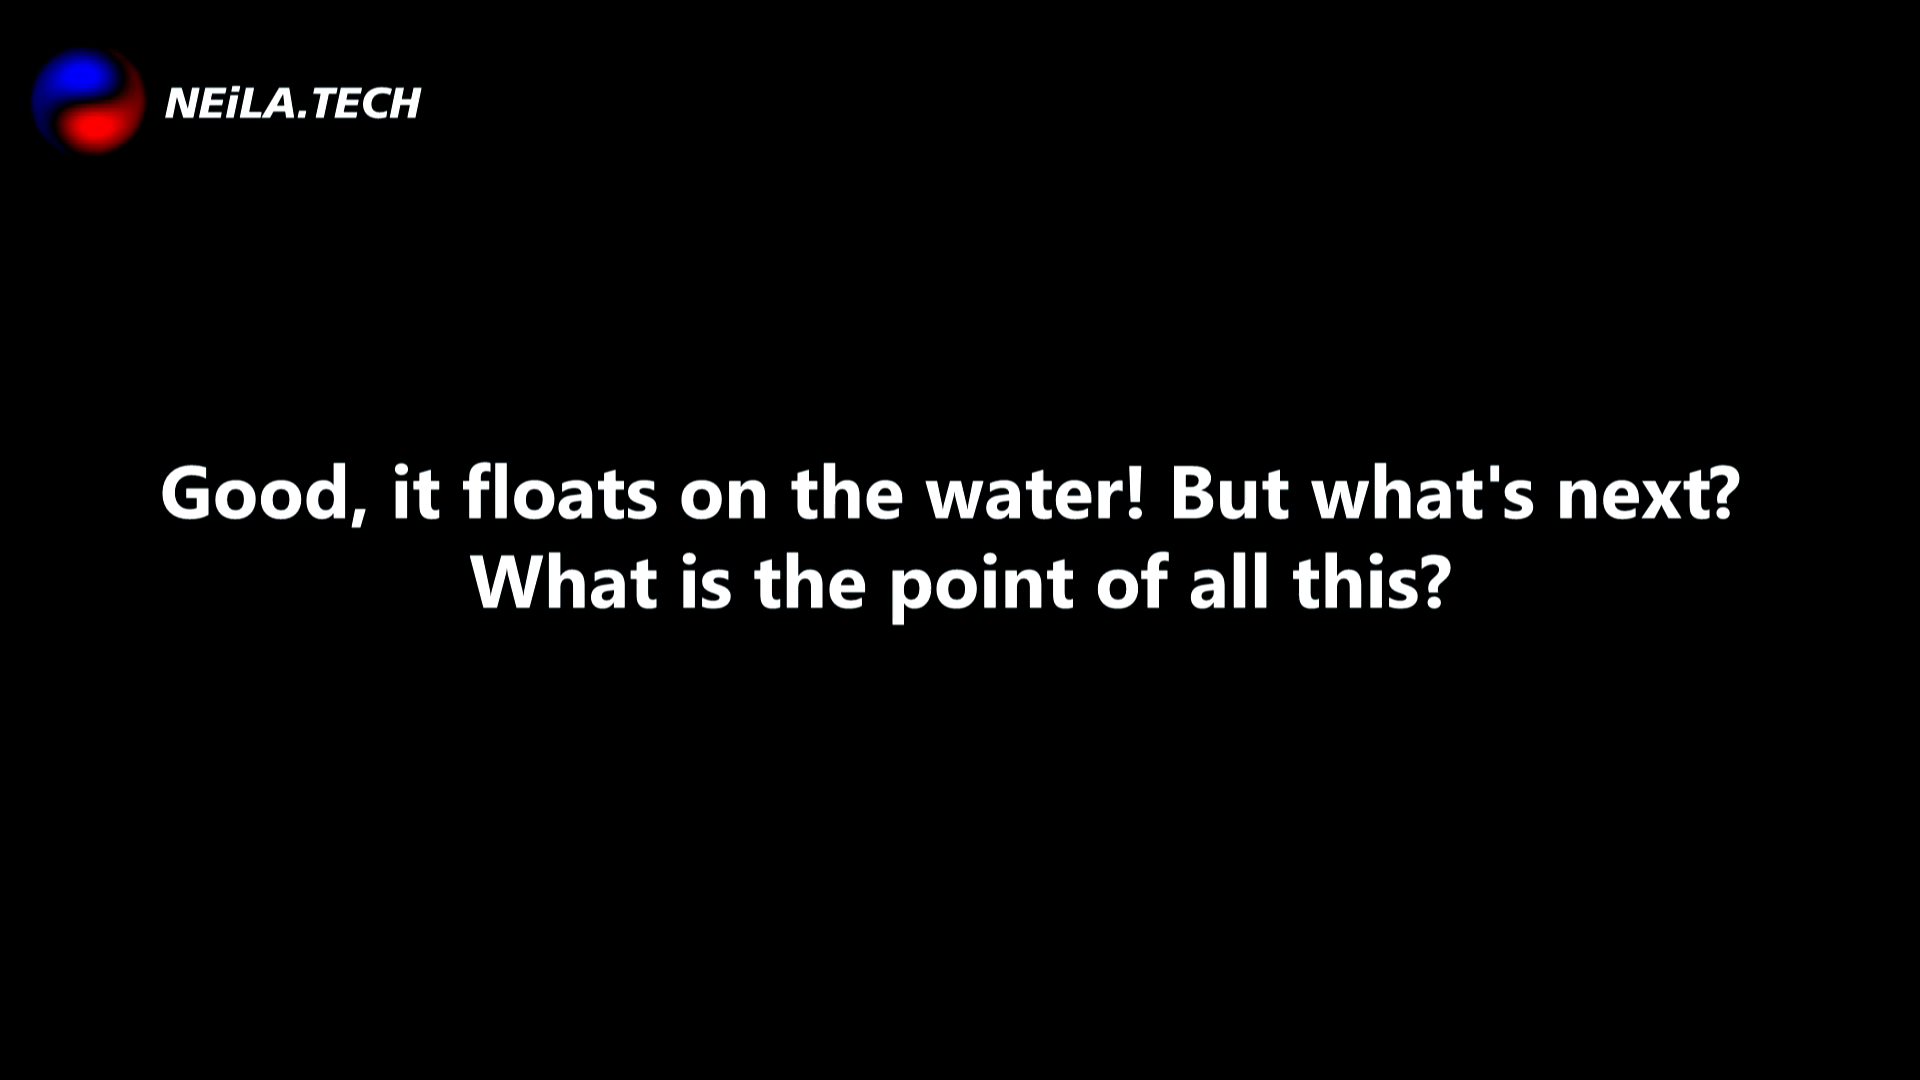 NEiLA.TECH
Good, it floats on the water! But what's next?
What is the point of all this?